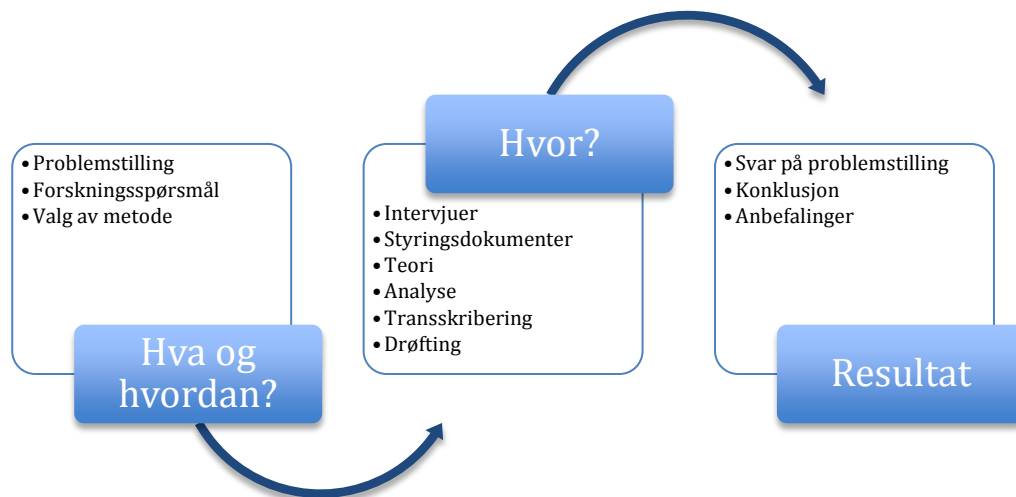 • Problemstilling
• Forskningsspørsmål
• Valg av metode
Hva og
hvordan?
Hvor?
• Intervjuer
• Styringsdokumenter
• Teori
• Analyse
• Transskribering
• Drøfting
• Svar på problemstilling
• Konklusjon
• Anbefalinger
Resultat